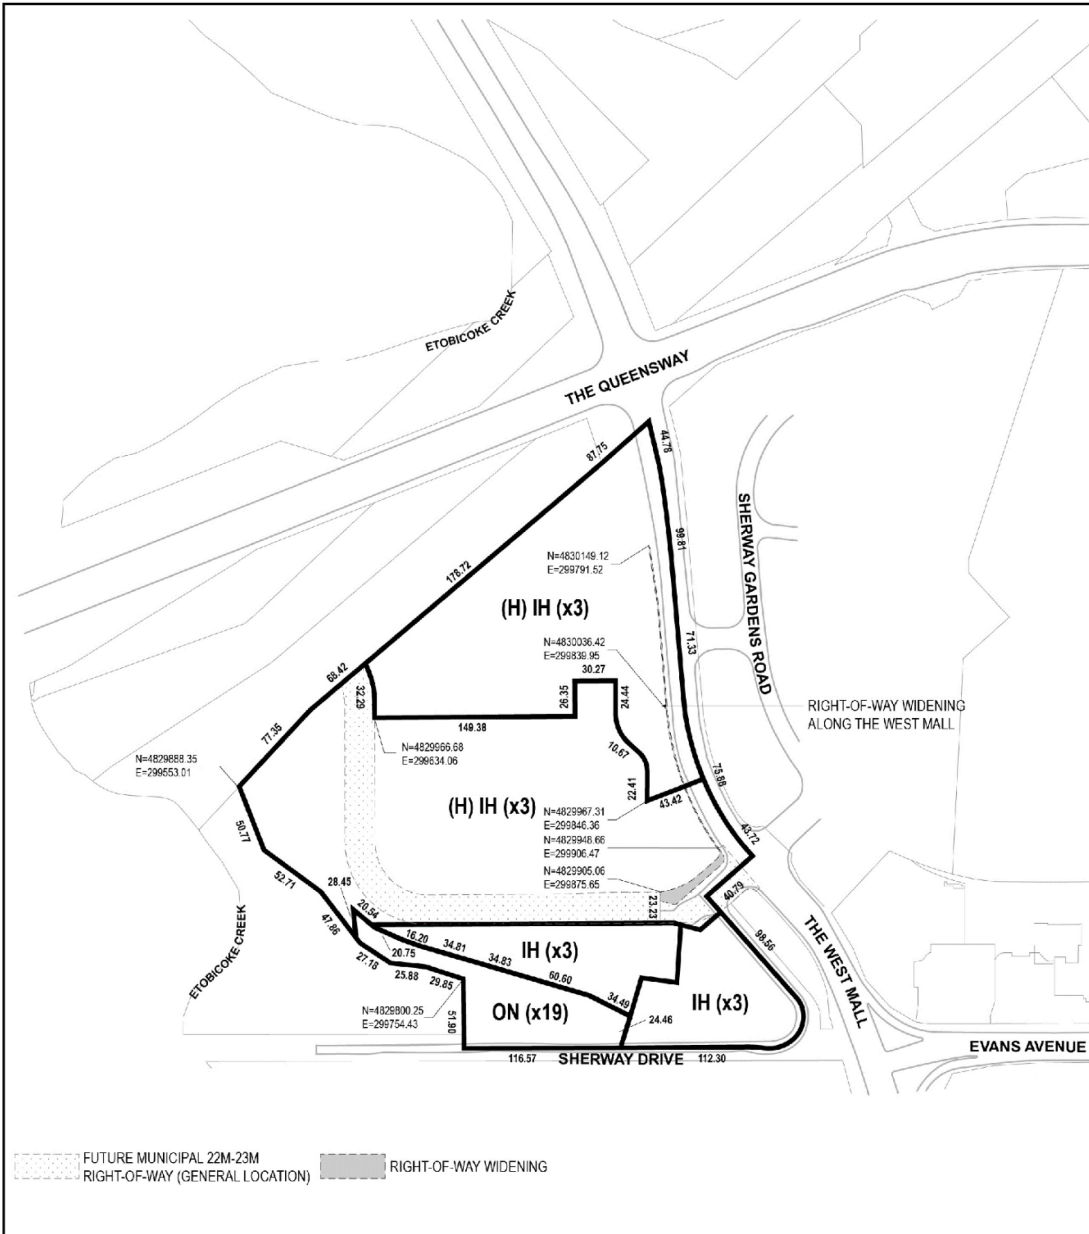 ETOBICOKE CREEK
THE QUEENSWAY
87.75
44.78
SHERWAY GARDENS ROAD
99.81
N=4830149.12
E=299791.52
178.72
(H) IH (x3)
N=4830036.42
E=299839.95
71.33
68.42
30.27
32.29
26.35
24.44
RIGHT-OF-WAY WIDENING
ALONG THE WEST MALL
149.38
77.35
N=4829966.68
E=299634.06
10.67
N=4829888.35
E=299553.01
75.88
22.41
43.42
(H) IH (x3)
N=4829967.31
E=299846.36
43.72
50.77
N=4829948.66
E=299906.47
52.71
N=4829905.06
E=299875.65
28.45
40.79
20.54
23.23
47.86
16.20
34.81
IH (x3)
98.56
THE WEST MALL
ETOBICOKE CREEK
27.18
20.75
34.83
25.88
29.85
60.60
34.49
IH (x3)
N=4829800.25
E=299754.43
ON (x19)
51.90
24.46
EVANS AVENUE
116.57
SHERWAY DRIVE
112.30
FUTURE MUNICIPAL 22M-23M
RIGHT-OF-WAY (GENERAL LOCATION)
RIGHT-OF-WAY WIDENING